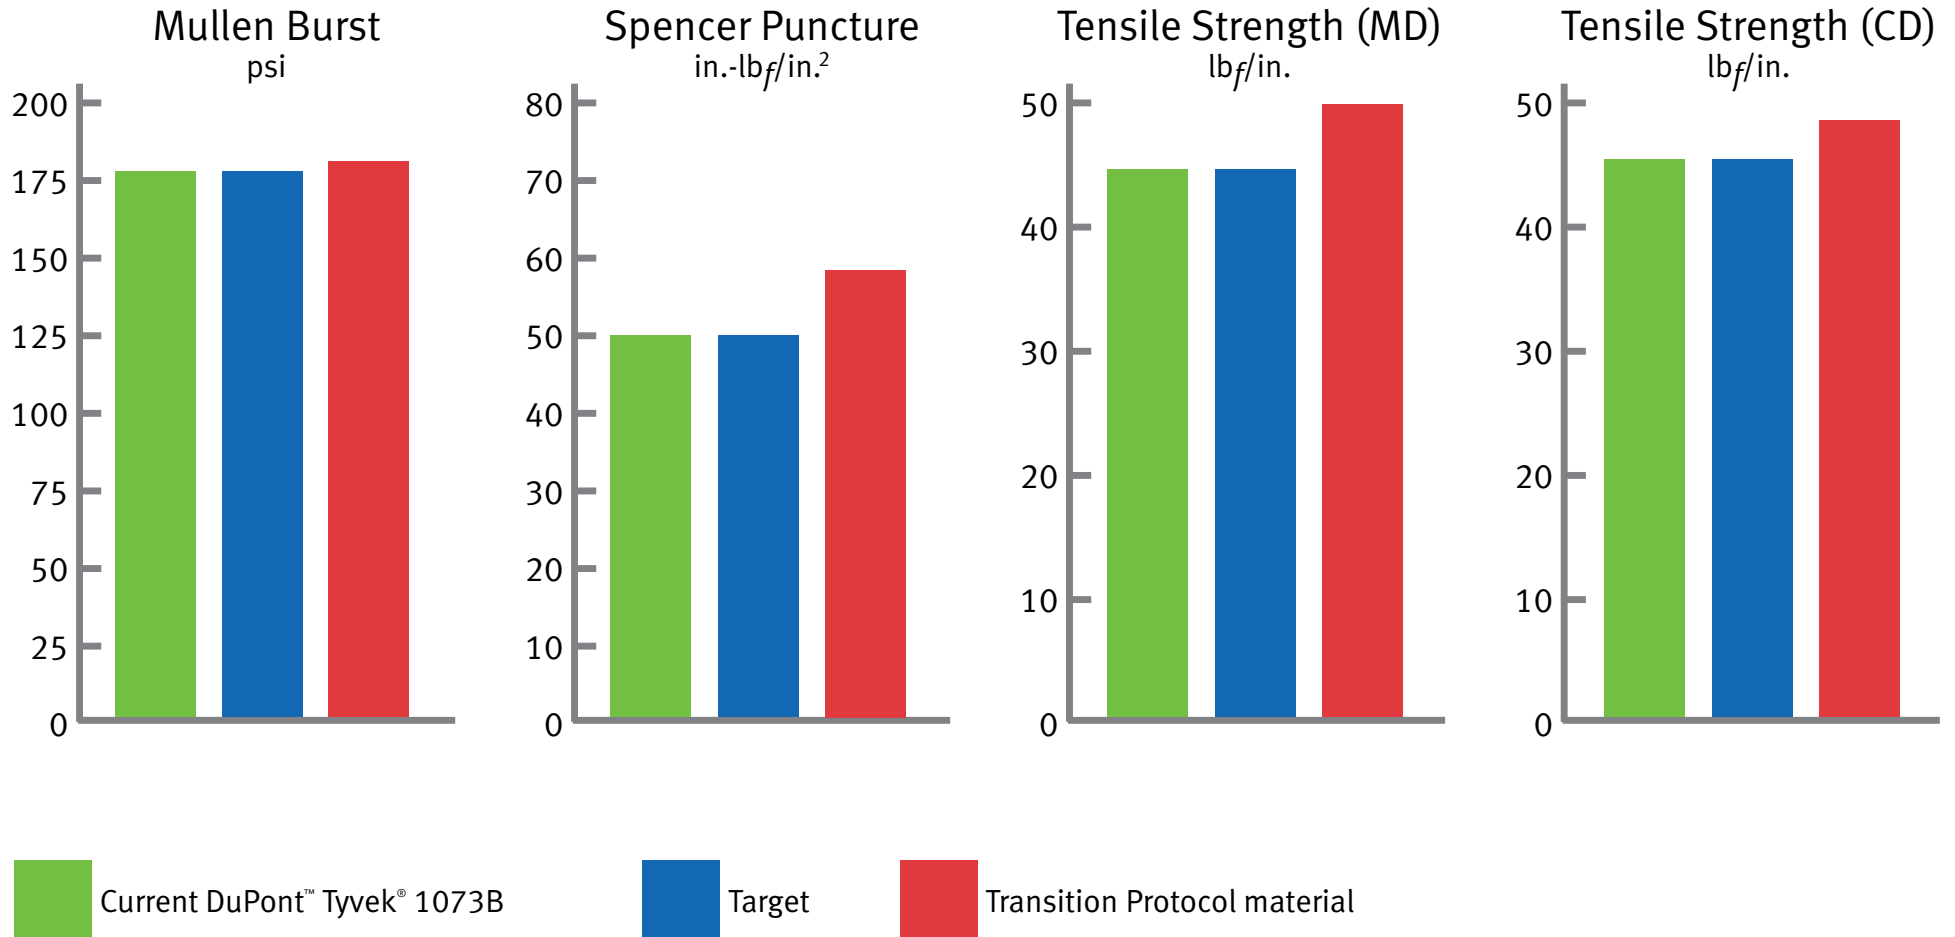 Mullen Burst
psi
200
175
150
125
100
75
50
25
0
Spencer Puncture
in.-lbf/in.²
80
70
60
50
40
30
20
10
0
Tensile Strength (MD)
lbf/in.
50
40
30
20
10
0
Tensile Strength (CD)
lbf/in.
50
40
30
20
10
0
Current DuPont™ Tyvek® 1073B
Target
Transition Protocol material